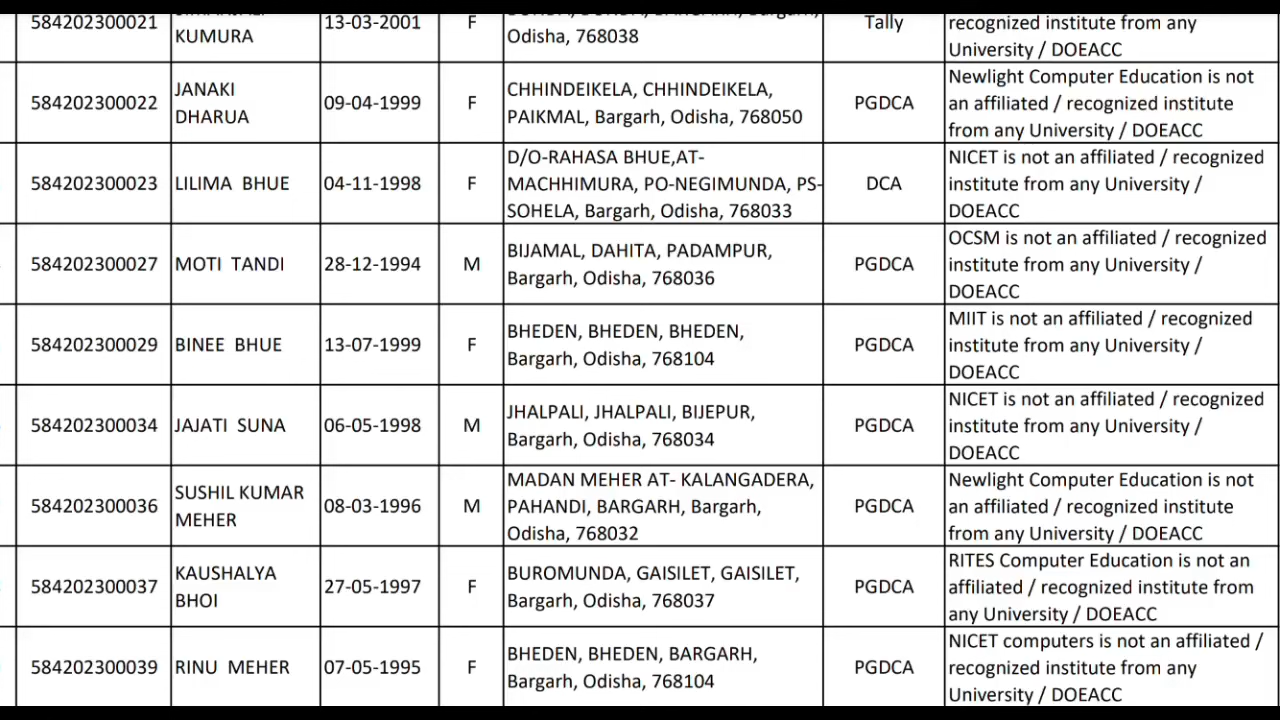 584202300021 KUMURA 13-03-2001 F Odisha, 768038 Tally recognized institute from any University / DOEACC
584202300022 JANAKI DHARUA 09-04-1999 F CHHINDEIKELA, CHHINDEIKELA, PAIKMAL, Bargarh, Odisha, 768050 PGDCA Newlight Computer Education is not an affiliated / recognized institute from any University / DOEACC
584202300023 LILIMA BHUE 04-11-1998 F D/O-RAHASA BHUE,AT-MACHHIMURA, PO-NEGIMUNDA, PS-SOHELA, Bargarh, Odisha, 768033 DCA NICET is not an affiliated / recognized institute from any University / DOEACC
584202300027 MOTI TANDI 28-12-1994 M BIJAMAL, DAHITA, PADAMPUR, Bargarh, Odisha, 768036 PGDCA OCSM is not an affiliated / recognized institute from any University / DOEACC
584202300029 BINEE BHUE 13-07-1999 F BHEDEN, BHEDEN, BHEDEN, Bargarh, Odisha, 768104 PGDCA MIIT is not an affiliated / recognized institute from any University / DOEACC
584202300034 JAJATI SUNA 06-05-1998 M JHALPALI, JHALPALI, BIJEPUR, Bargarh, Odisha, 768034 PGDCA NICET is not an affiliated / recognized institute from any University / DOEACC
584202300036 SUSHIL KUMAR MEHER 08-03-1996 M MADAN MEHER AT- KALANGADERA, PAHANDI, BARGARH, Bargarh, Odisha, 768032 PGDCA Newlight Computer Education is not an affiliated / recognized institute from any University / DOEACC
584202300037 KAUSHALYA BHOI 27-05-1997 F BUROMUNDA, GAISILET, GAISILET, Bargarh, Odisha, 768037 PGDCA RITES Computer Education is not an affiliated / recognized institute from any University / DOEACC
584202300039 RINU MEHER 07-05-1995 F BHEDEN, BHEDEN, BARGARH, Bargarh, Odisha, 768104 PGDCA NICET computers is not an affiliated / recognized institute from any University / DOEACC